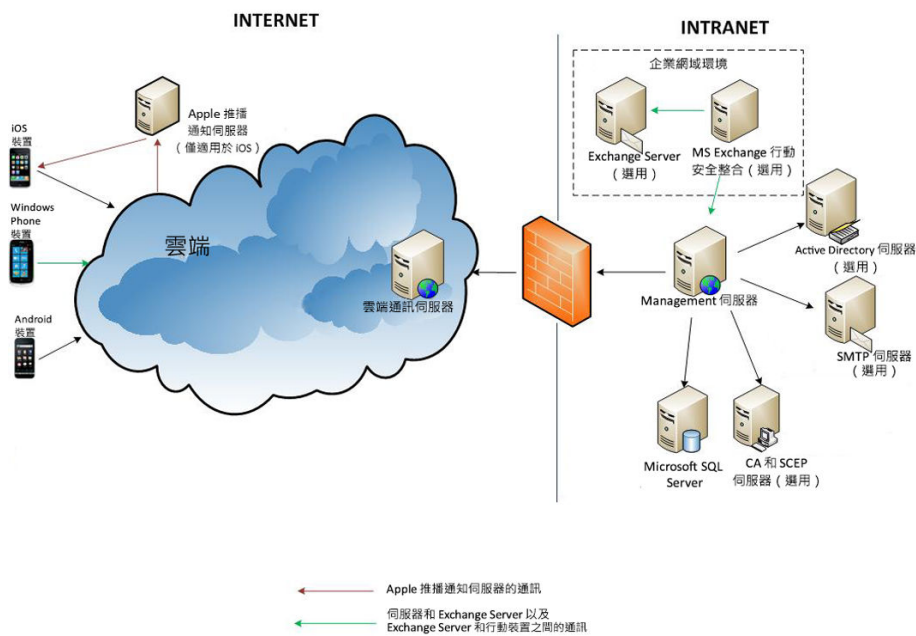 INTERNET
INTRANET
企業網域環境
Apple 推播
通知伺服器
(僅適用於 iOS)
iOS
裝置
Exchange Server
(選用)
MS Exchange 行動
安全整合(選用)
Windows
Phone
裝置
雲端
Active Directory 伺服器
(選用)
雲端通訊伺服器
Management 伺服器
Android
裝置
SMTP 伺服器
(選用)
Microsoft SQL
Server
CA 和 SCEP
伺服器(選用)
Apple 推播通知伺服器的通訊
伺服器和 Exchange Server 以及
Exchange Server 和行動裝置之間的通訊